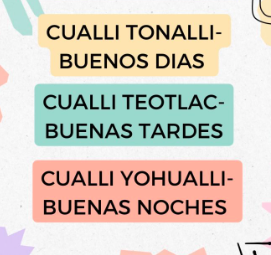 CUALLI TONALLI-
BUENOS DIAS
CUALLI TEOTLAC-
BUENAS TARDES
CUALLI YOHUALLI-
BUENAS NOCHES